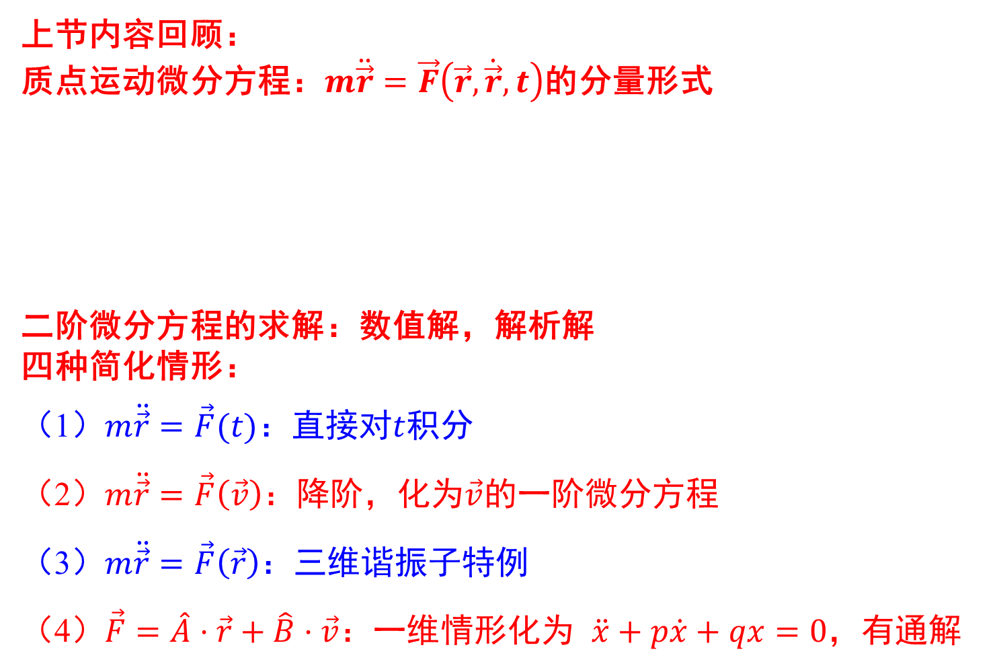 上节内容回顾：
质点运动微分方程：$m\ddot{\vec{r}} = \vec{F}(\vec{r}, \dot{\vec{r}}, t)$的分量形式
二阶微分方程的求解：数值解，解析解
四种简化情形：
（1）$m\ddot{\vec{r}} = \vec{F}(t)$：直接对$t$积分
（2）$m\ddot{\vec{r}} = \vec{F}(\vec{v})$：降阶，化为$\vec{v}$的一阶微分方程
（3）$m\ddot{\vec{r}} = \vec{F}(\vec{r})$：三维谐振子特例
（4）$\vec{F} = \hat{A} \cdot \vec{r} + \hat{B} \cdot \vec{v}$：一维情形化为 $\ddot{x} + p\dot{x} + qx = 0$，有通解